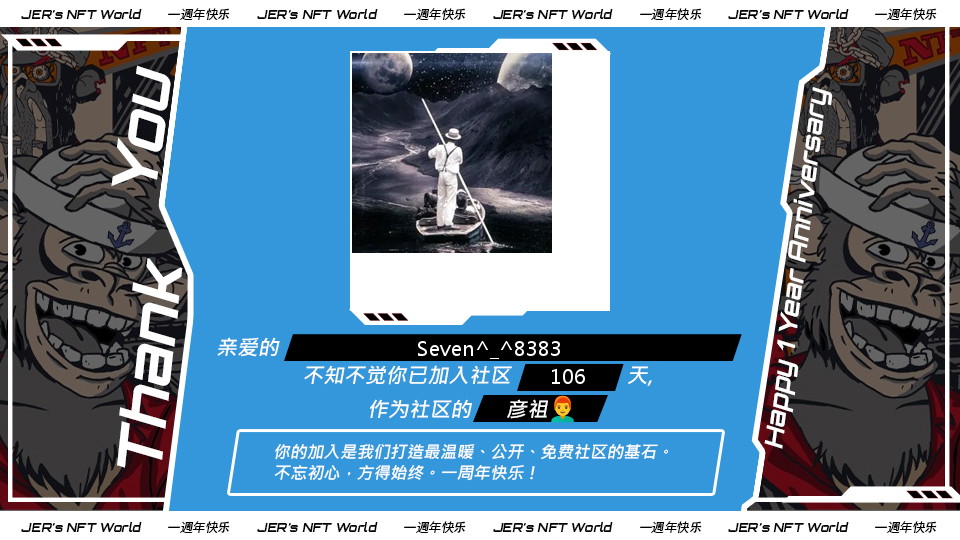 JER's NFT World 一週年快乐 JER's NFT World 一週年快乐 JER's NFT World 一週年快乐 JER's NFT World 一週年快乐
Thank You
Happy 1 Year Anniversary
亲爱的 Seven^_^8383
不知不觉你已加入社区 106 天,
作为社区的 彦祖👨‍🦰
你的加入是我们打造最温暖、公开、免费社区的基石。
不忘初心，方得始终。一周年快乐！
JER's NFT World 一週年快乐 JER's NFT World 一週年快乐 JER's NFT World 一週年快乐 JER's NFT World 一週年快乐